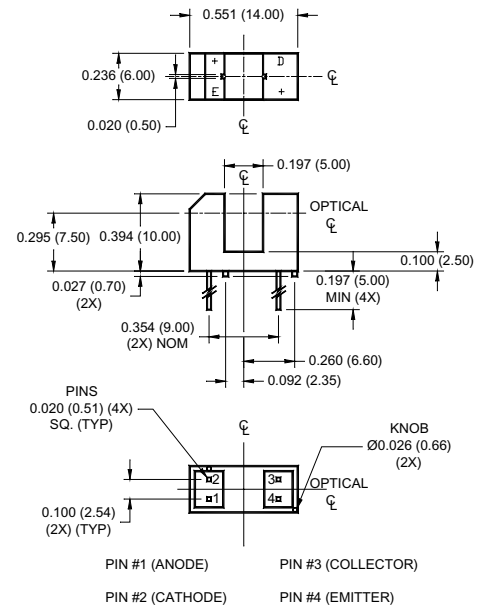 0.551 (14.00)
+ D
0.236 (6.00)
℄
E +
0.020 (0.50)
℄
0.197 (5.00)
℄
OPTICAL
℄
0.295 (7.50)
0.394 (10.00)
0.100 (2.50)
0.027 (0.70)
(2X)
0.197 (5.00)
MIN (4X)
0.354 (9.00)
(2X) NOM
0.260 (6.60)
0.092 (2.35)
PINS
0.020 (0.51) (4X)
SQ. (TYP)
℄
KNOB
Ø0.026 (0.66)
(2X)
2 3
OPTICAL
℄
1 4
0.100 (2.54)
(2X) (TYP)
PIN #1 (ANODE) PIN #3 (COLLECTOR)
PIN #2 (CATHODE) PIN #4 (EMITTER)